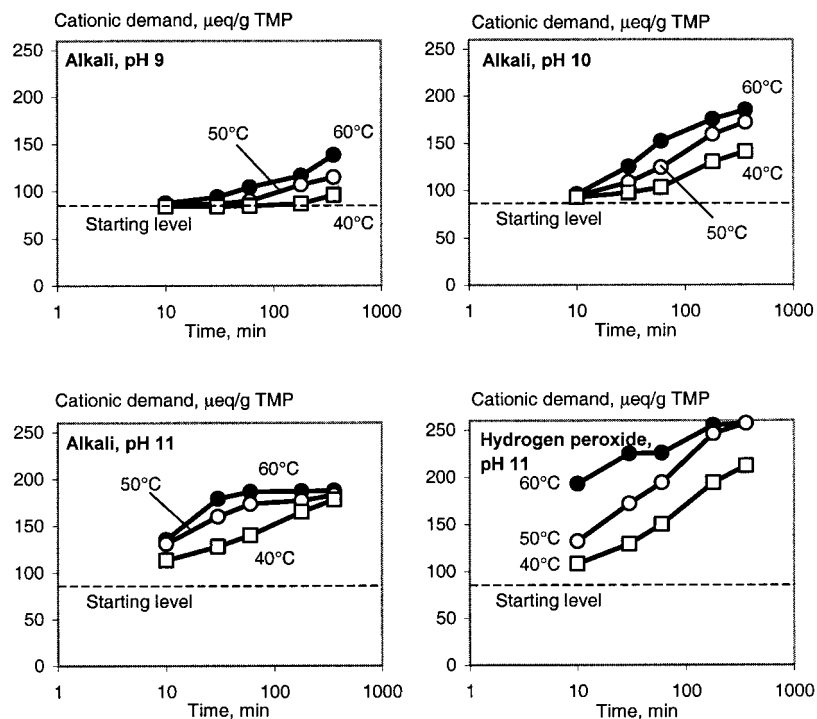 Cationic demand, µeq/g TMP
250
200
150
100
50
0
Alkali, pH 9
50°C
60°C
40°C
Starting level
1 10 100 1000
Time, min
Cationic demand, µeq/g TMP
250
200
150
100
50
0
Alkali, pH 10
60°C
40°C
50°C
Starting level
1 10 100 1000
Time, min
Cationic demand, µeq/g TMP
250
200
150
100
50
0
Alkali, pH 11
50°C
60°C
40°C
Starting level
1 10 100 1000
Time, min
Cationic demand, µeq/g TMP
250
200
150
100
50
0
Hydrogen peroxide,
pH 11
60°C
50°C
40°C
Starting level
1 10 100 1000
Time, min